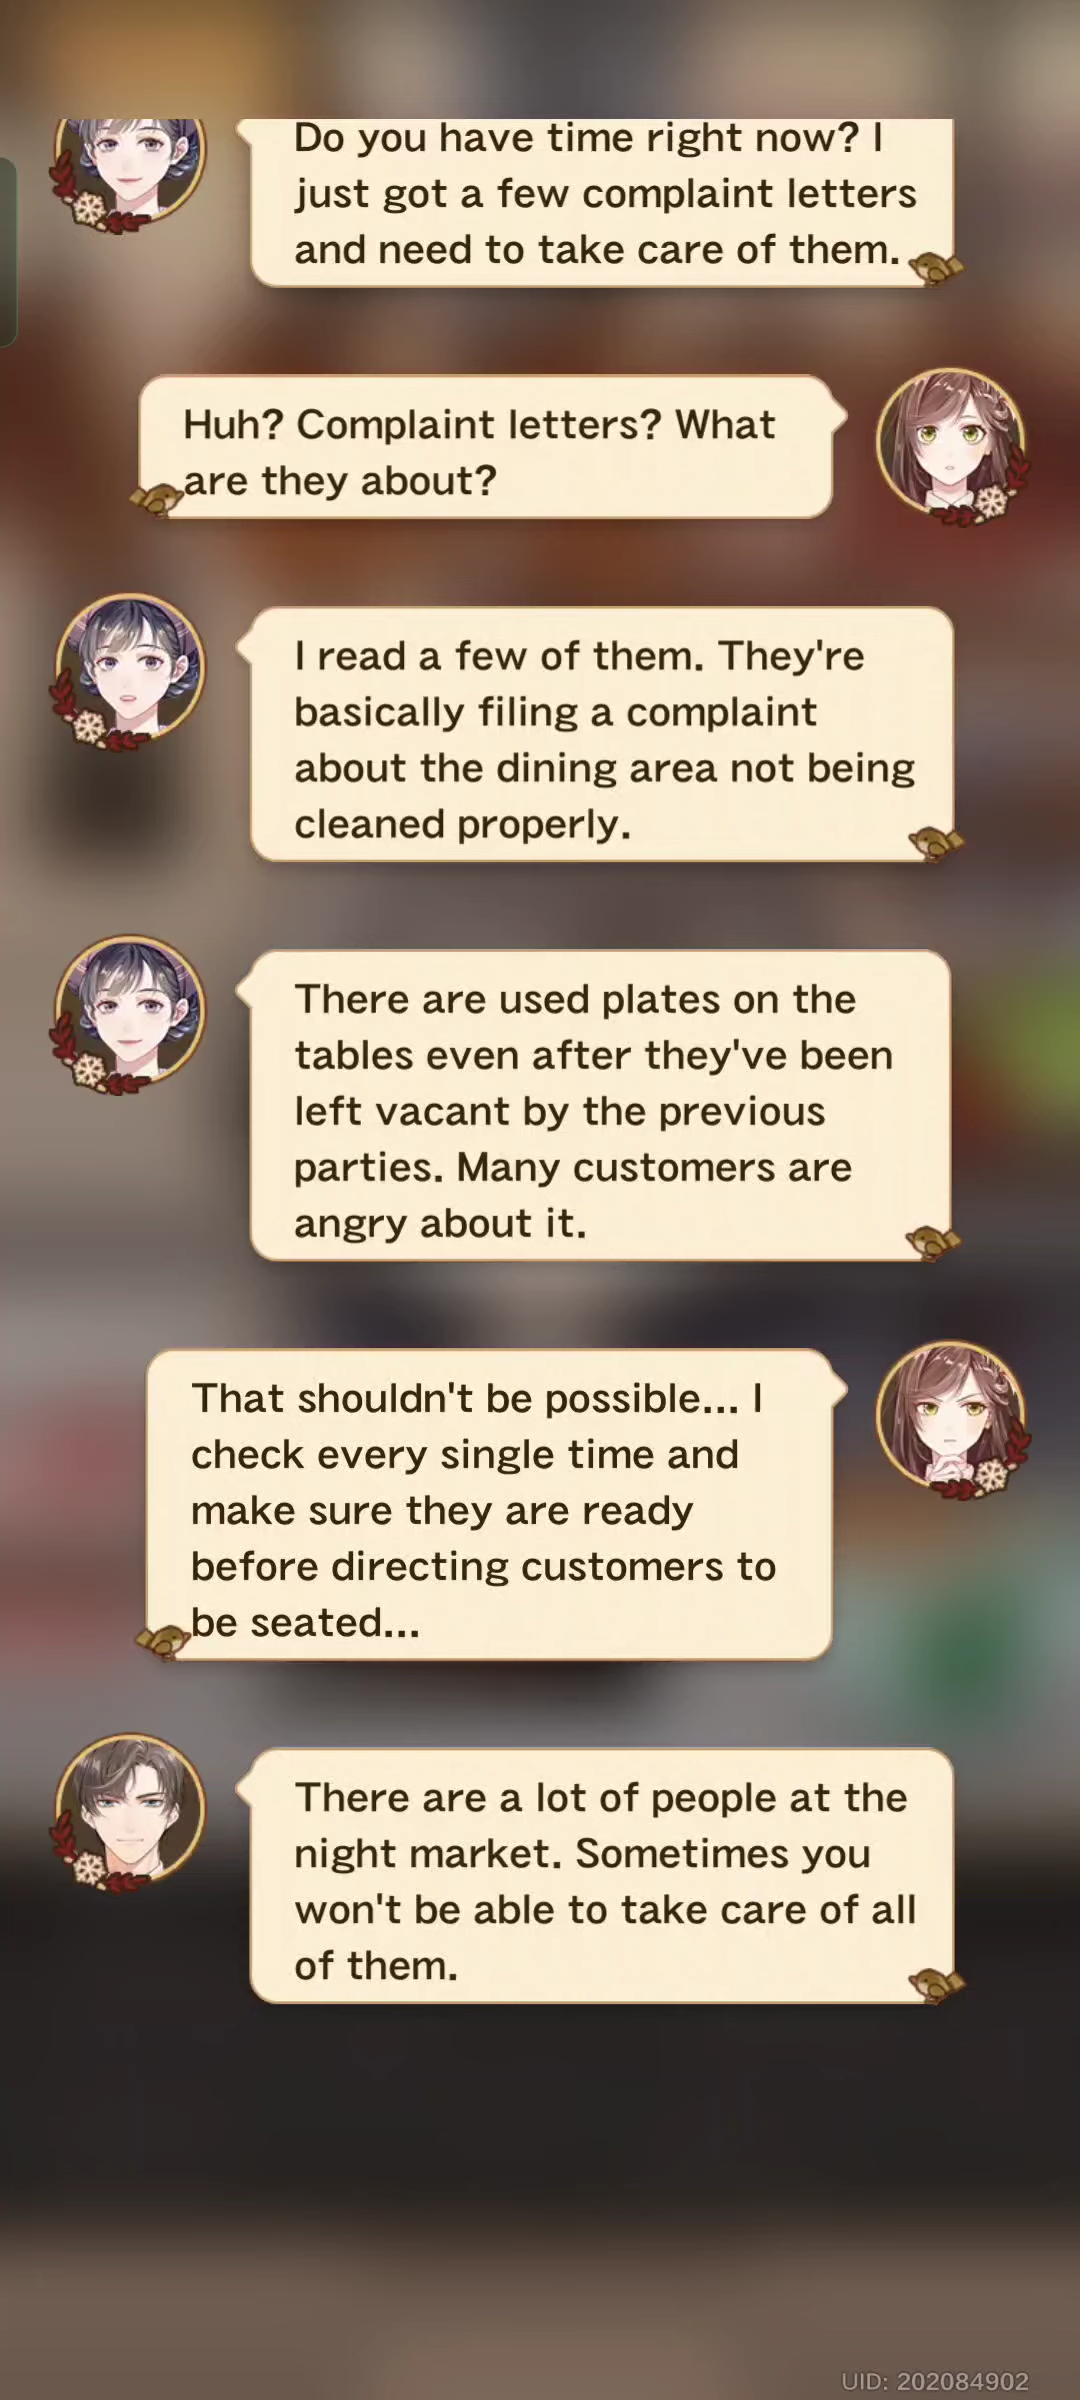 Do you have time right now? I
just got a few complaint letters
and need to take care of them.
Huh? Complaint letters? What
are they about?
I read a few of them. They're
basically filing a complaint
about the dining area not being
cleaned properly.
There are used plates on the
tables even after they've been
left vacant by the previous
parties. Many customers are
angry about it.
That shouldn't be possible... I
check every single time and
make sure they are ready
before directing customers to
be seated...
There are a lot of people at the
night market. Sometimes you
won't be able to take care of all
of them.
UID: 202084902